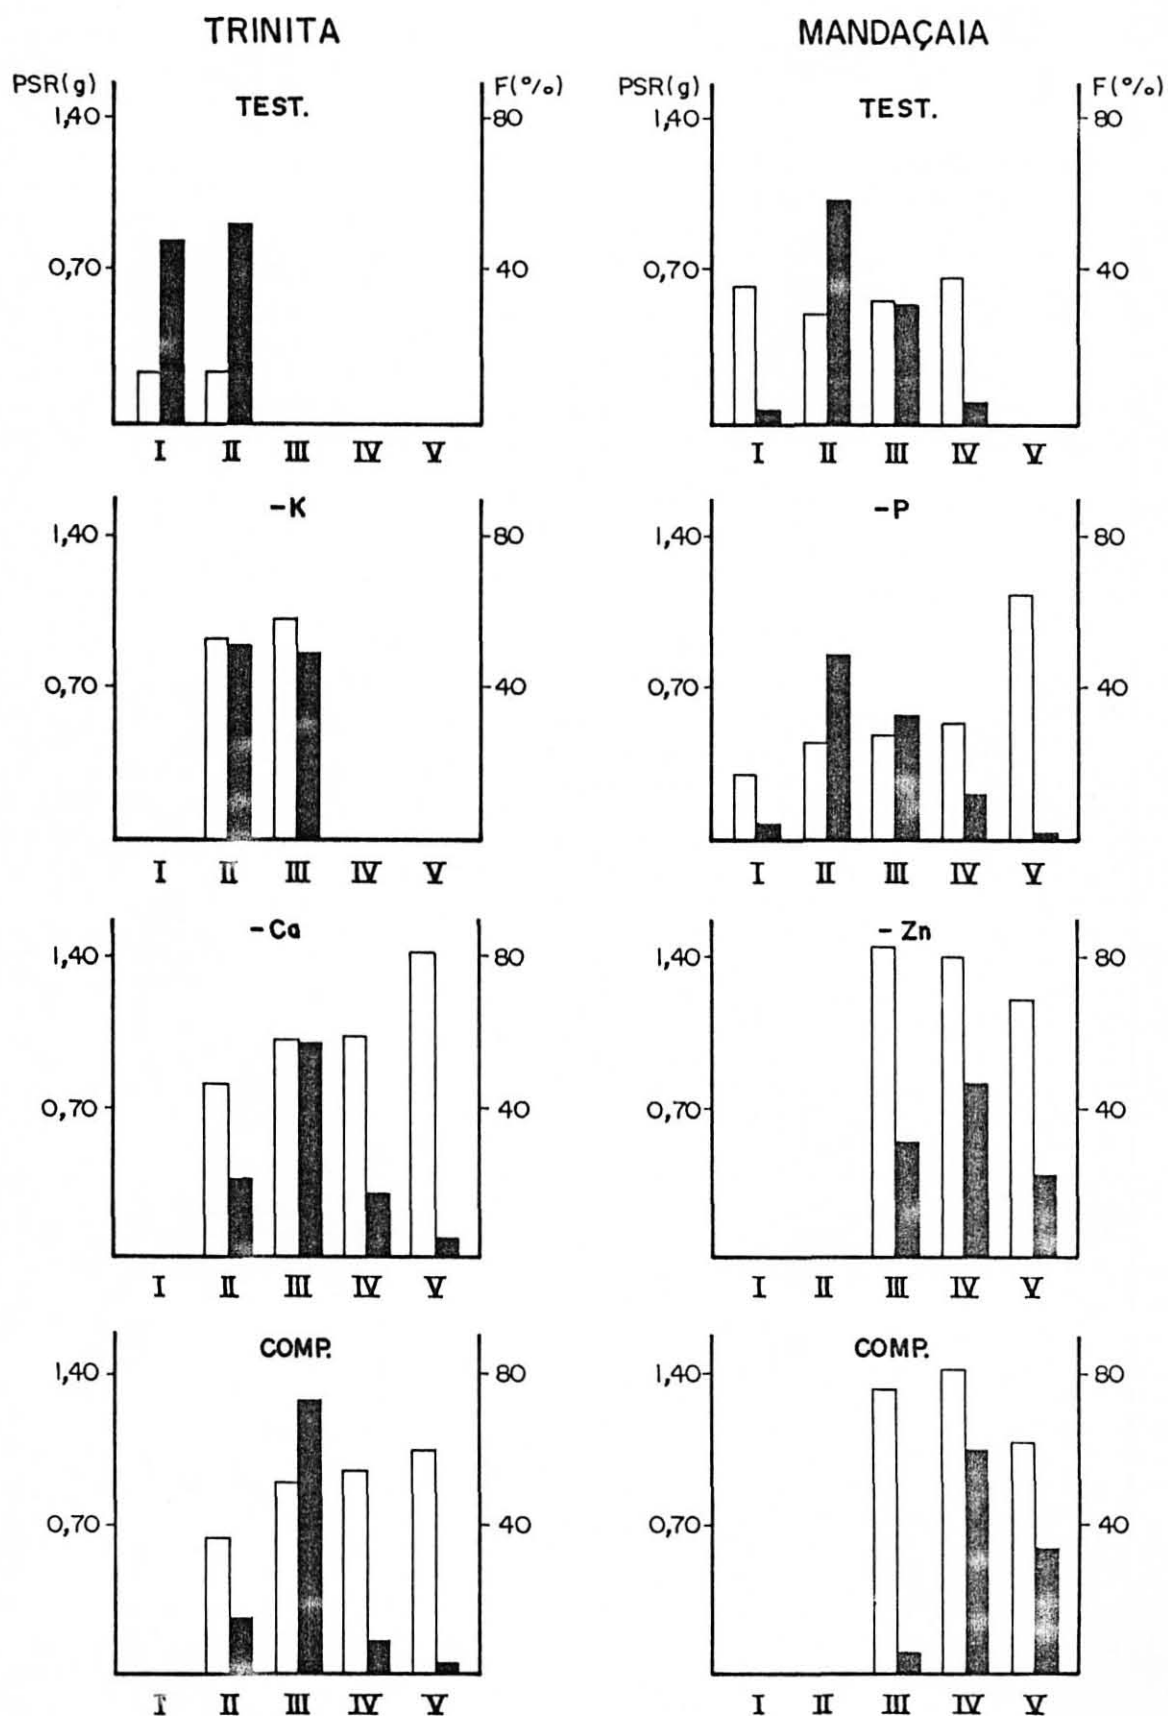 TRINITA MANDAÇAIA
PSR(g) F(%) PSR(g) F(%)
TEST. TEST.
1,40 80 1,40 80
0,70 40 0,70 40
I II III IV V I II III IV V
-K -P
1,40 80 1,40 80
0,70 40 0,70 40
I II III IV V I II III IV V
-Ca -Zn
1,40 80 1,40 80
0,70 40 0,70 40
I II III IV V I II III IV V
COMP. COMP.
1,40 80 1,40 80
0,70 40 0,70 40
I II III IV V I II III IV V